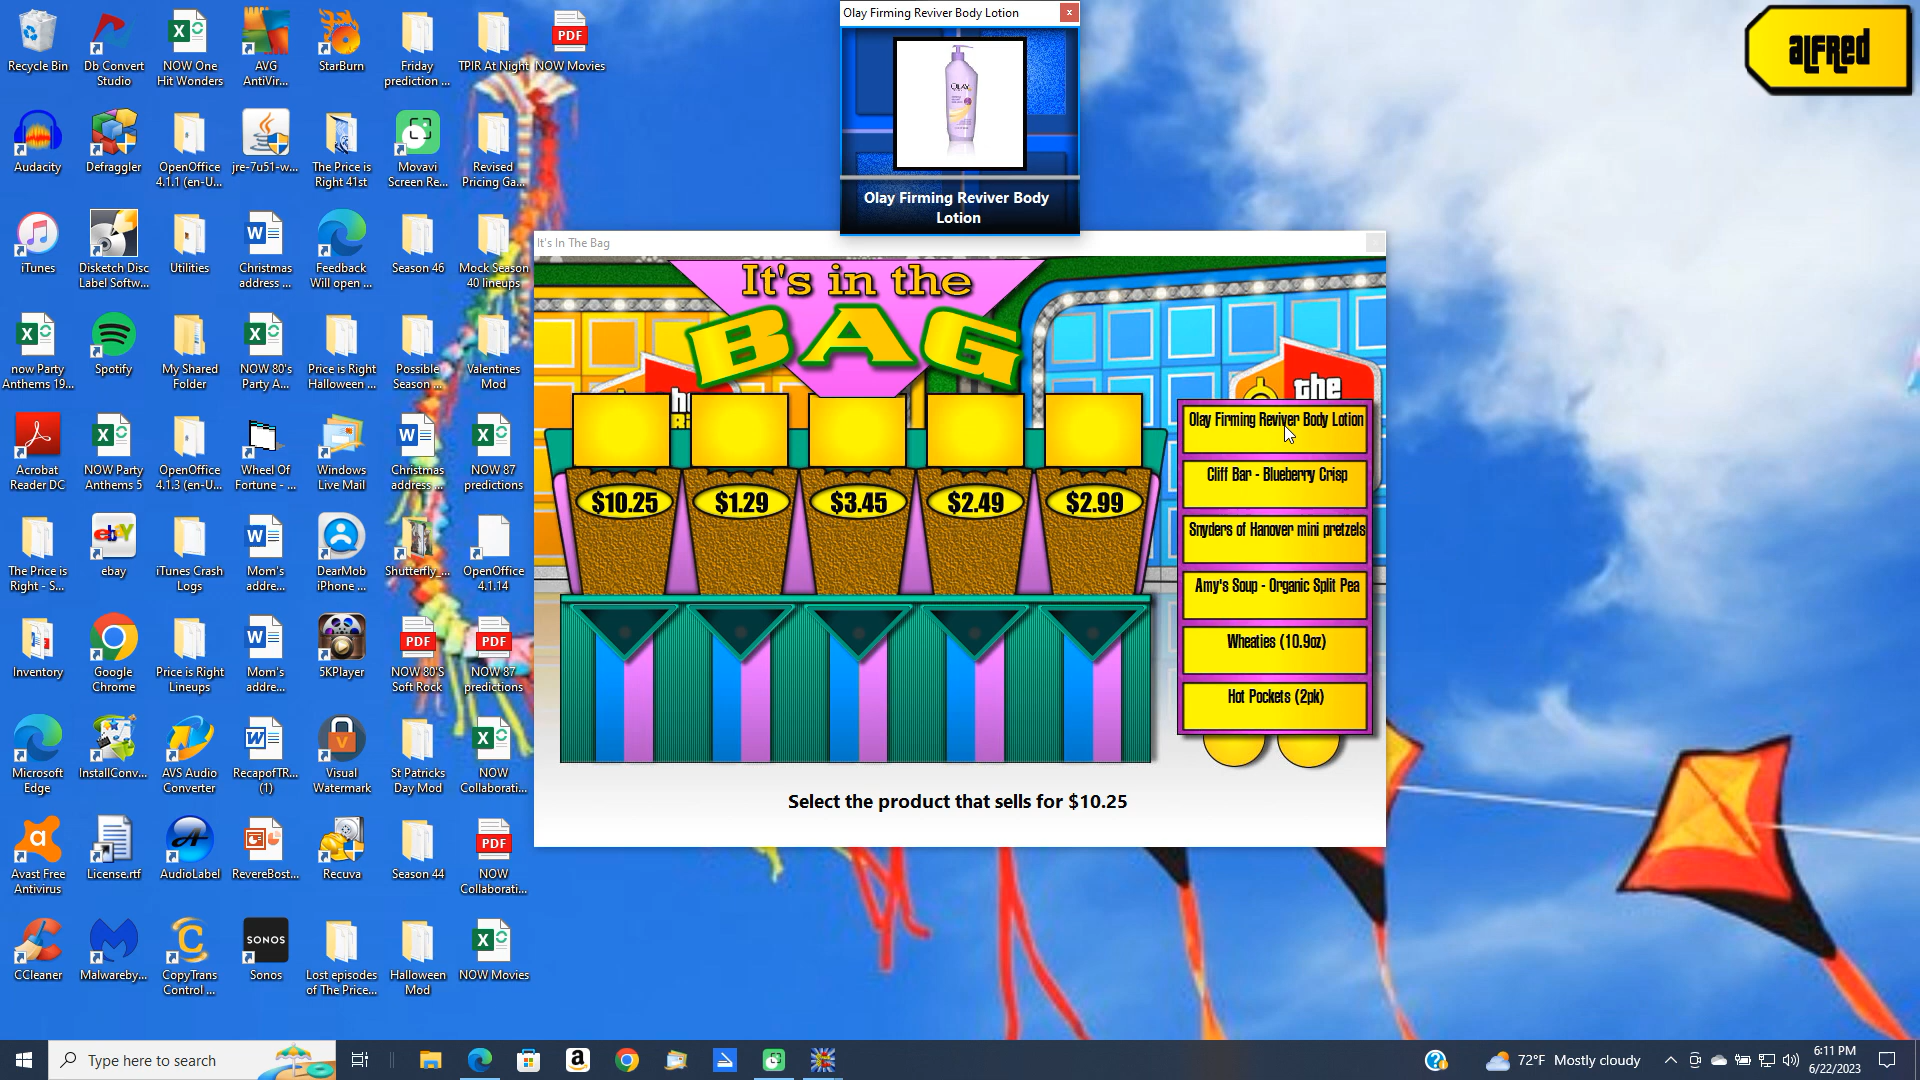 Recycle Bin
Db Convert
Studio
NOW One
Hit Wonders
AVG
AntiVir...
StarBurn
Friday
prediction ...
TPIR At Night
NOW Movies
Audacity
Defraggler
OpenOffice
4.1.1 (en-U...
jre-7u51-w...
The Price is
Right 41st
Movavi
Screen Re...
Revised
Pricing Ga...
iTunes
Disketch Disc
Label Softw...
Utilities
Christmas
address ...
Feedback
Will open ...
Season 46
Mock Season
40 lineups
now Party
Anthems 19...
Spotify
My Shared
Folder
NOW 80's
Party A...
Price is Right
Halloween ...
Possible
Season ...
Valentines
Mod
Acrobat
Reader DC
NOW Party
Anthems 5
OpenOffice
4.1.3 (en-U...
Wheel Of
Fortune - ...
Windows
Live Mail
Christmas
address ...
NOW 87
predictions
The Price is
Right - S...
ebay
iTunes Crash
Logs
Mom's
addre...
DearMob
iPhone ...
Shutterfly_...
OpenOffice
4.1.14
Inventory
Google
Chrome
Price is Right
Lineups
Mom's
addre...
5KPlayer
NOW 80'S
Soft Rock
NOW 87
predictions
Microsoft
Edge
InstallConv...
AVS Audio
Converter
RecapofTR...
(1)
Visual
Watermark
St Patricks
Day Mod
NOW
Collaborati...
Avast Free
Antivirus
License.rtf
AudioLabel
RevereBost...
Recuva
Season 44
NOW
Collaborati...
CCleaner
Malwareby...
CopyTrans
Control ...
SONOS
Sonos
Lost episodes
of The Price...
Halloween
Mod
NOW Movies
Olay Firming Reviver Body Lotion
OLAY
Olay Firming Reviver Body
Lotion
alfred
It's In The Bag
It's in the
BAG
the
$10.25
$1.29
$3.45
$2.49
$2.99
Olay Firming Reviver Body Lotion
Cliff Bar - Blueberry Crisp
Snyders of Hanover mini pretzels
Amy's Soup - Organic Split Pea
Wheaties (10.9oz)
Hot Pockets (2pk)
Select the product that sells for $10.25
Type here to search
72°F Mostly cloudy
6:11 PM
6/22/2023